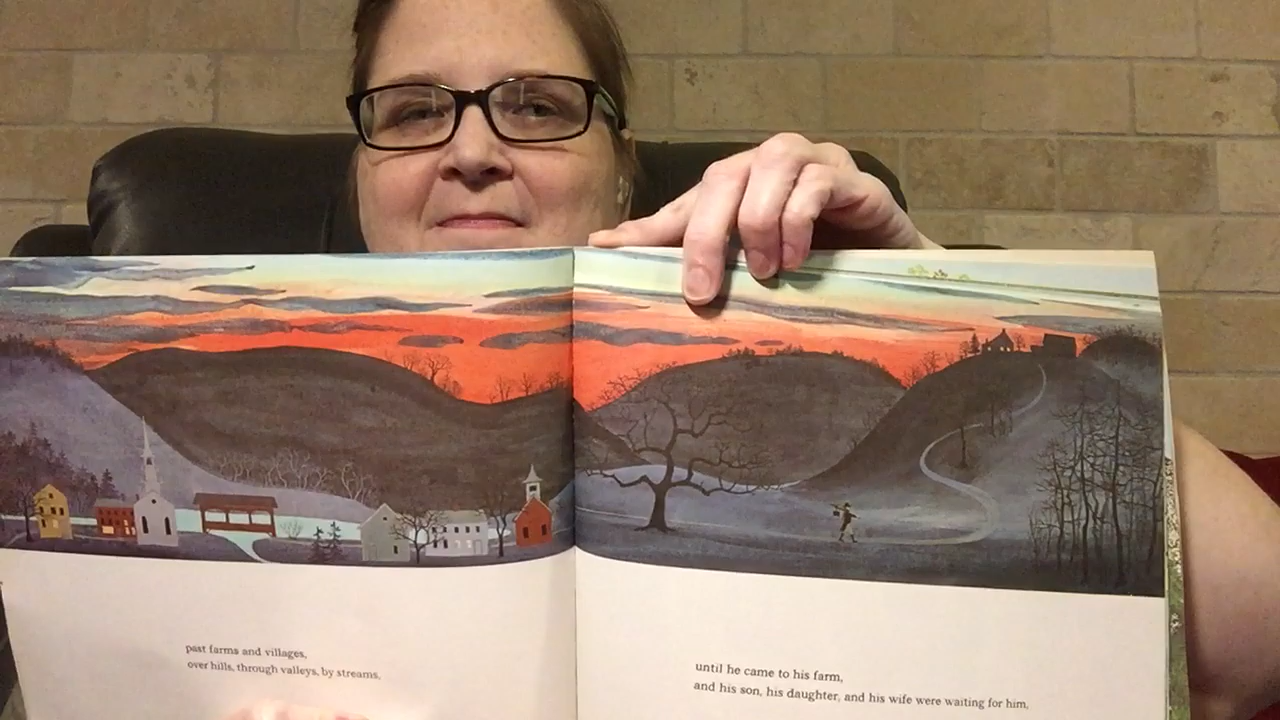 past farms and villages,
over hills, through valleys, by streams,
until he came to his farm,
and his son, his daughter, and his wife were waiting for him,